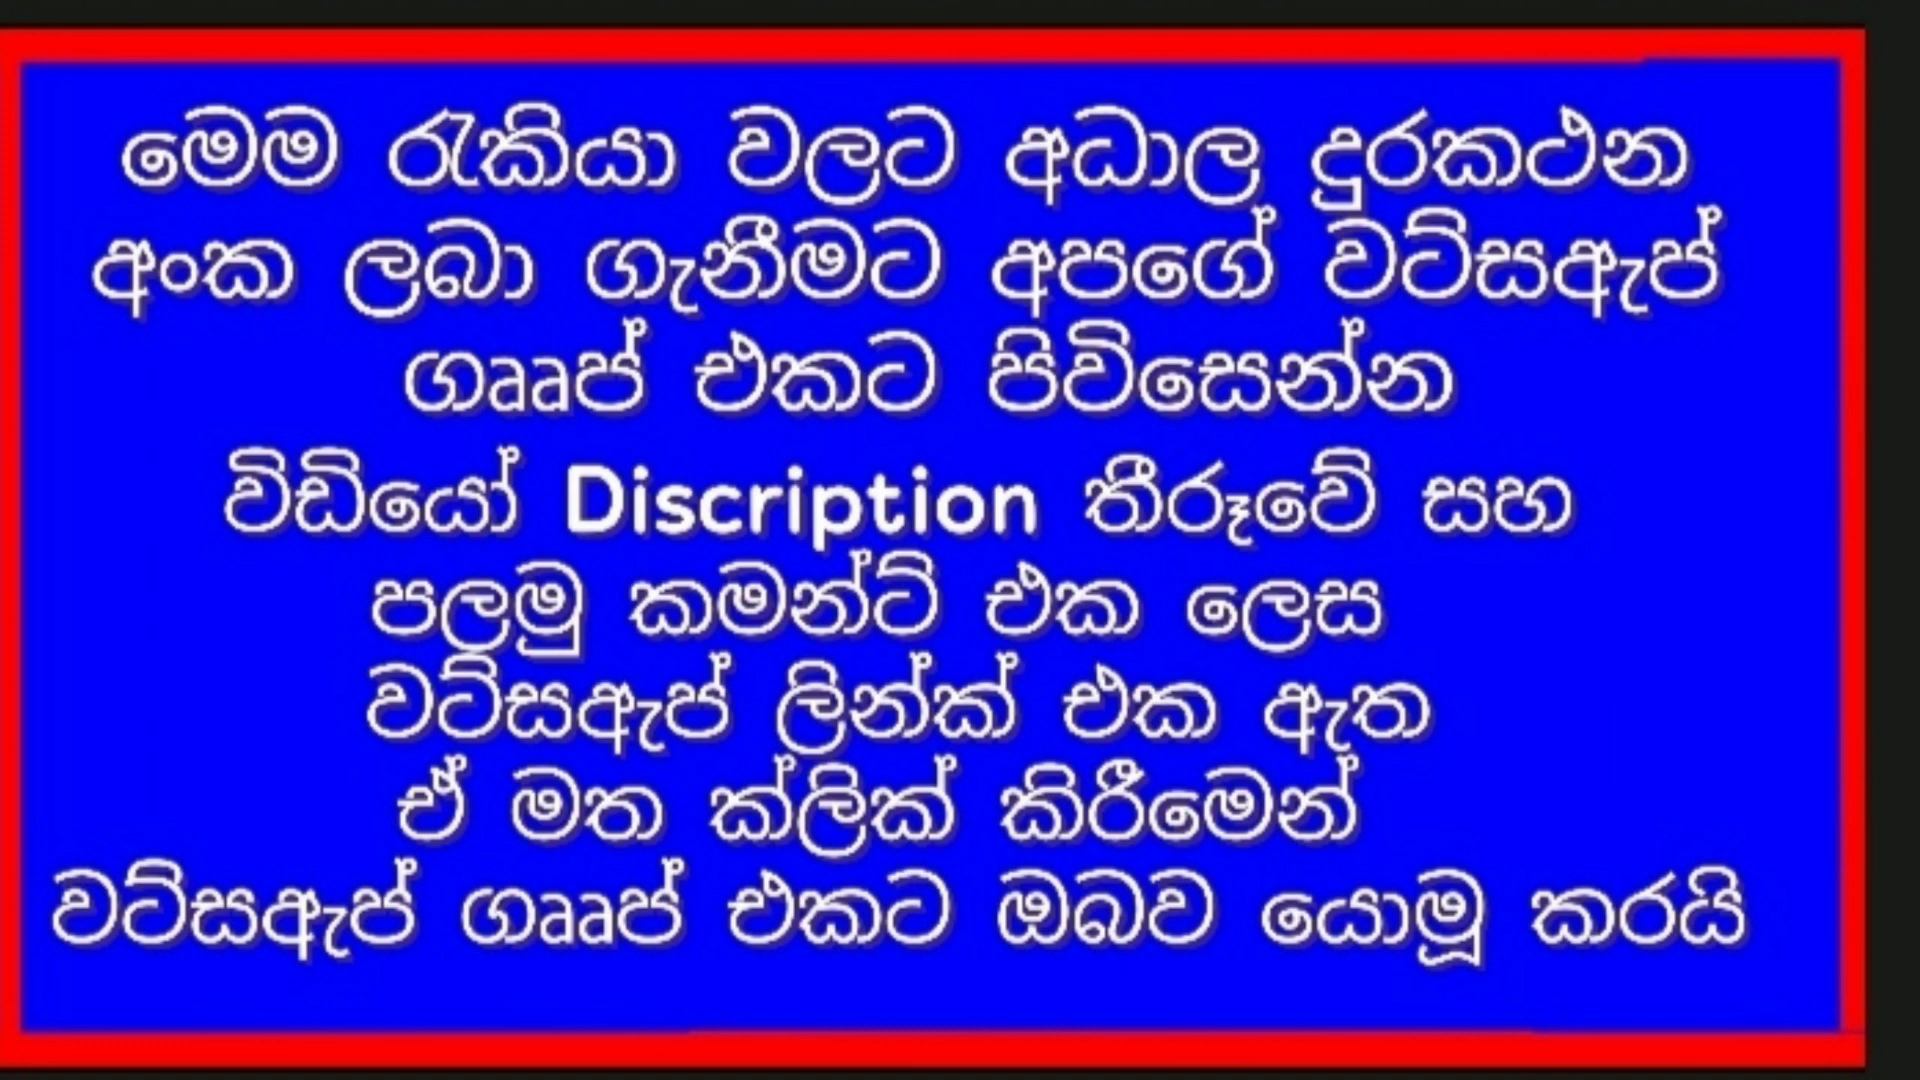 මෙම රැකියා වලට අධාල දුරකථන
අංක ලබා ගැනීමට අපගේ වට්සඇප්
ගෲප් එකට පිවිසෙන්න
විඩියෝ Discription තීරුවේ සහ
පලමු කමන්ට් එක ලෙස
වට්සඇප් ලින්ක් එක ඇත
ඒ මත ක්ලික් කිරීමෙන්
වට්සඇප් ගෲප් එකට ඔබව යොමූ කරයි